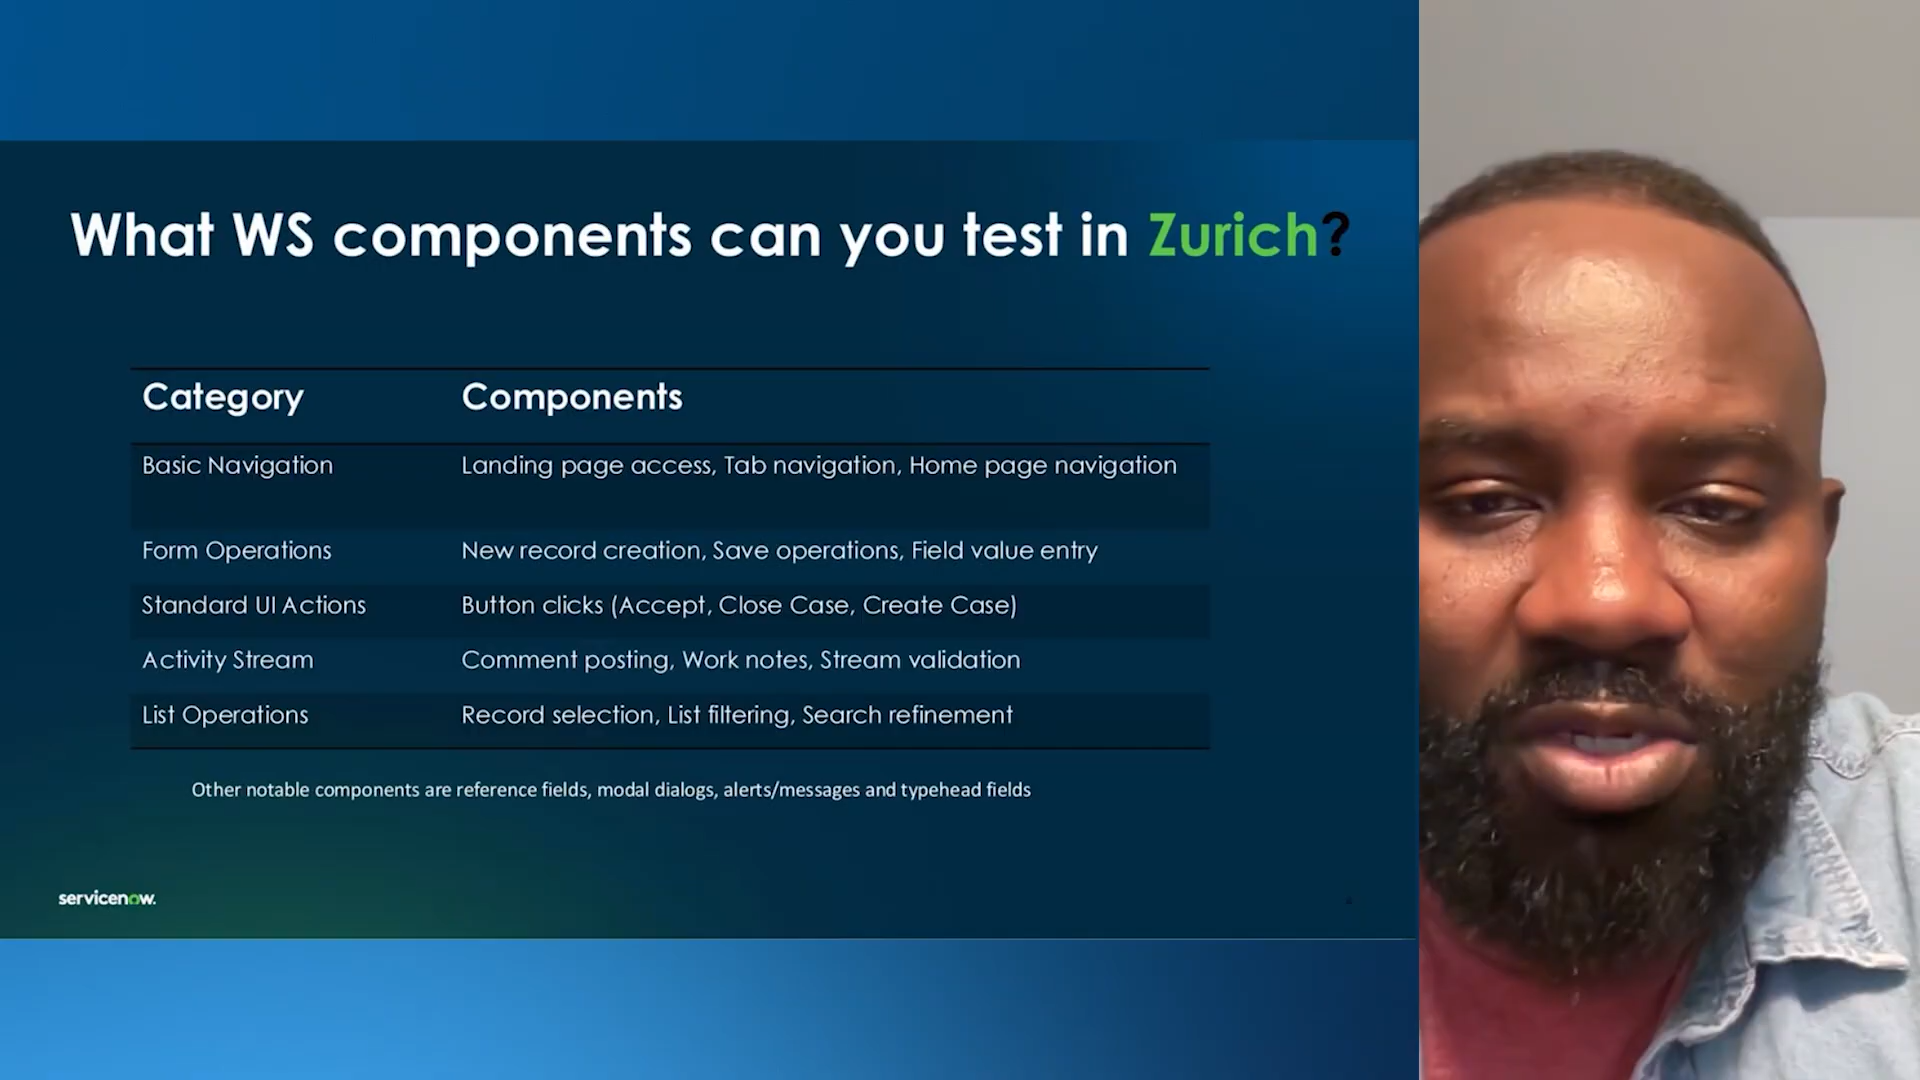 What WS components can you test in Zurich?
Category Components
Basic Navigation Landing page access, Tab navigation, Home page navigation
Form Operations New record creation, Save operations, Field value entry
Standard UI Actions Button clicks (Accept, Close Case, Create Case)
Activity Stream Comment posting, Work notes, Stream validation
List Operations Record selection, List filtering, Search refinement
Other notable components are reference fields, modal dialogs, alerts/messages and typehead fields
servicenow.